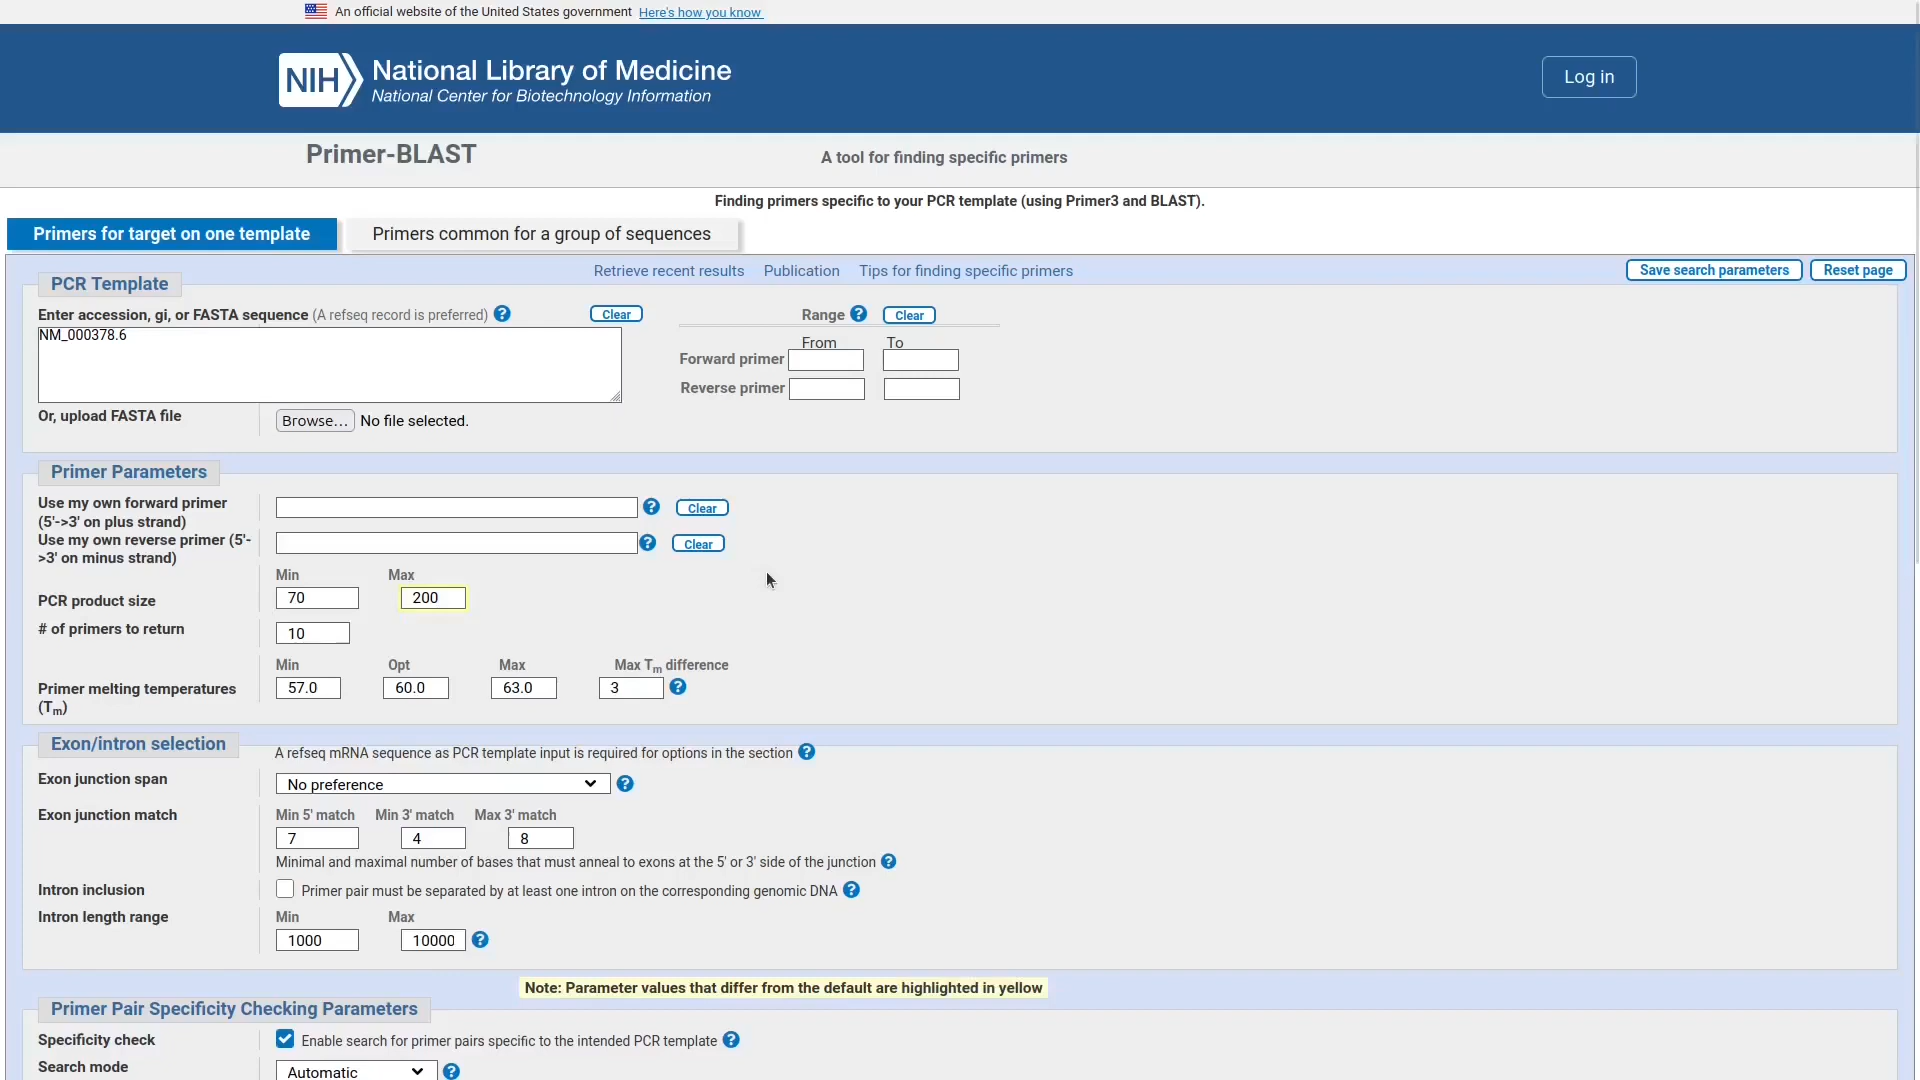 An official website of the United States government Here's how you know
NIH National Library of Medicine
National Center for Biotechnology Information
Log in
Primer-BLAST A tool for finding specific primers
Finding primers specific to your PCR template (using Primer3 and BLAST).
Primers for target on one template Primers common for a group of sequences
PCR Template Retrieve recent results Publication Tips for finding specific primers Save search parameters Reset page
Enter accession, gi, or FASTA sequence (A refseq record is preferred) ? Clear Range ? Clear
NM_000378.6
From To
Forward primer
Reverse primer
Or, upload FASTA file Browse... No file selected.
Primer Parameters
Use my own forward primer (5'->3' on plus strand) ? Clear
Use my own reverse primer (5'->3' on minus strand) ? Clear
Min Max
PCR product size 70 200
# of primers to return 10
Min Opt Max Max Tm difference
Primer melting temperatures (Tm) 57.0 60.0 63.0 3 ?
Exon/intron selection A refseq mRNA sequence as PCR template input is required for options in the section ?
Exon junction span No preference ?
Exon junction match Min 5' match Min 3' match Max 3' match
7 4 8
Minimal and maximal number of bases that must anneal to exons at the 5' or 3' side of the junction ?
Intron inclusion Primer pair must be separated by at least one intron on the corresponding genomic DNA ?
Intron length range Min Max
1000 10000 ?
Note: Parameter values that differ from the default are highlighted in yellow
Primer Pair Specificity Checking Parameters
Specificity check Enable search for primer pairs specific to the intended PCR template ?
Search mode Automatic ?